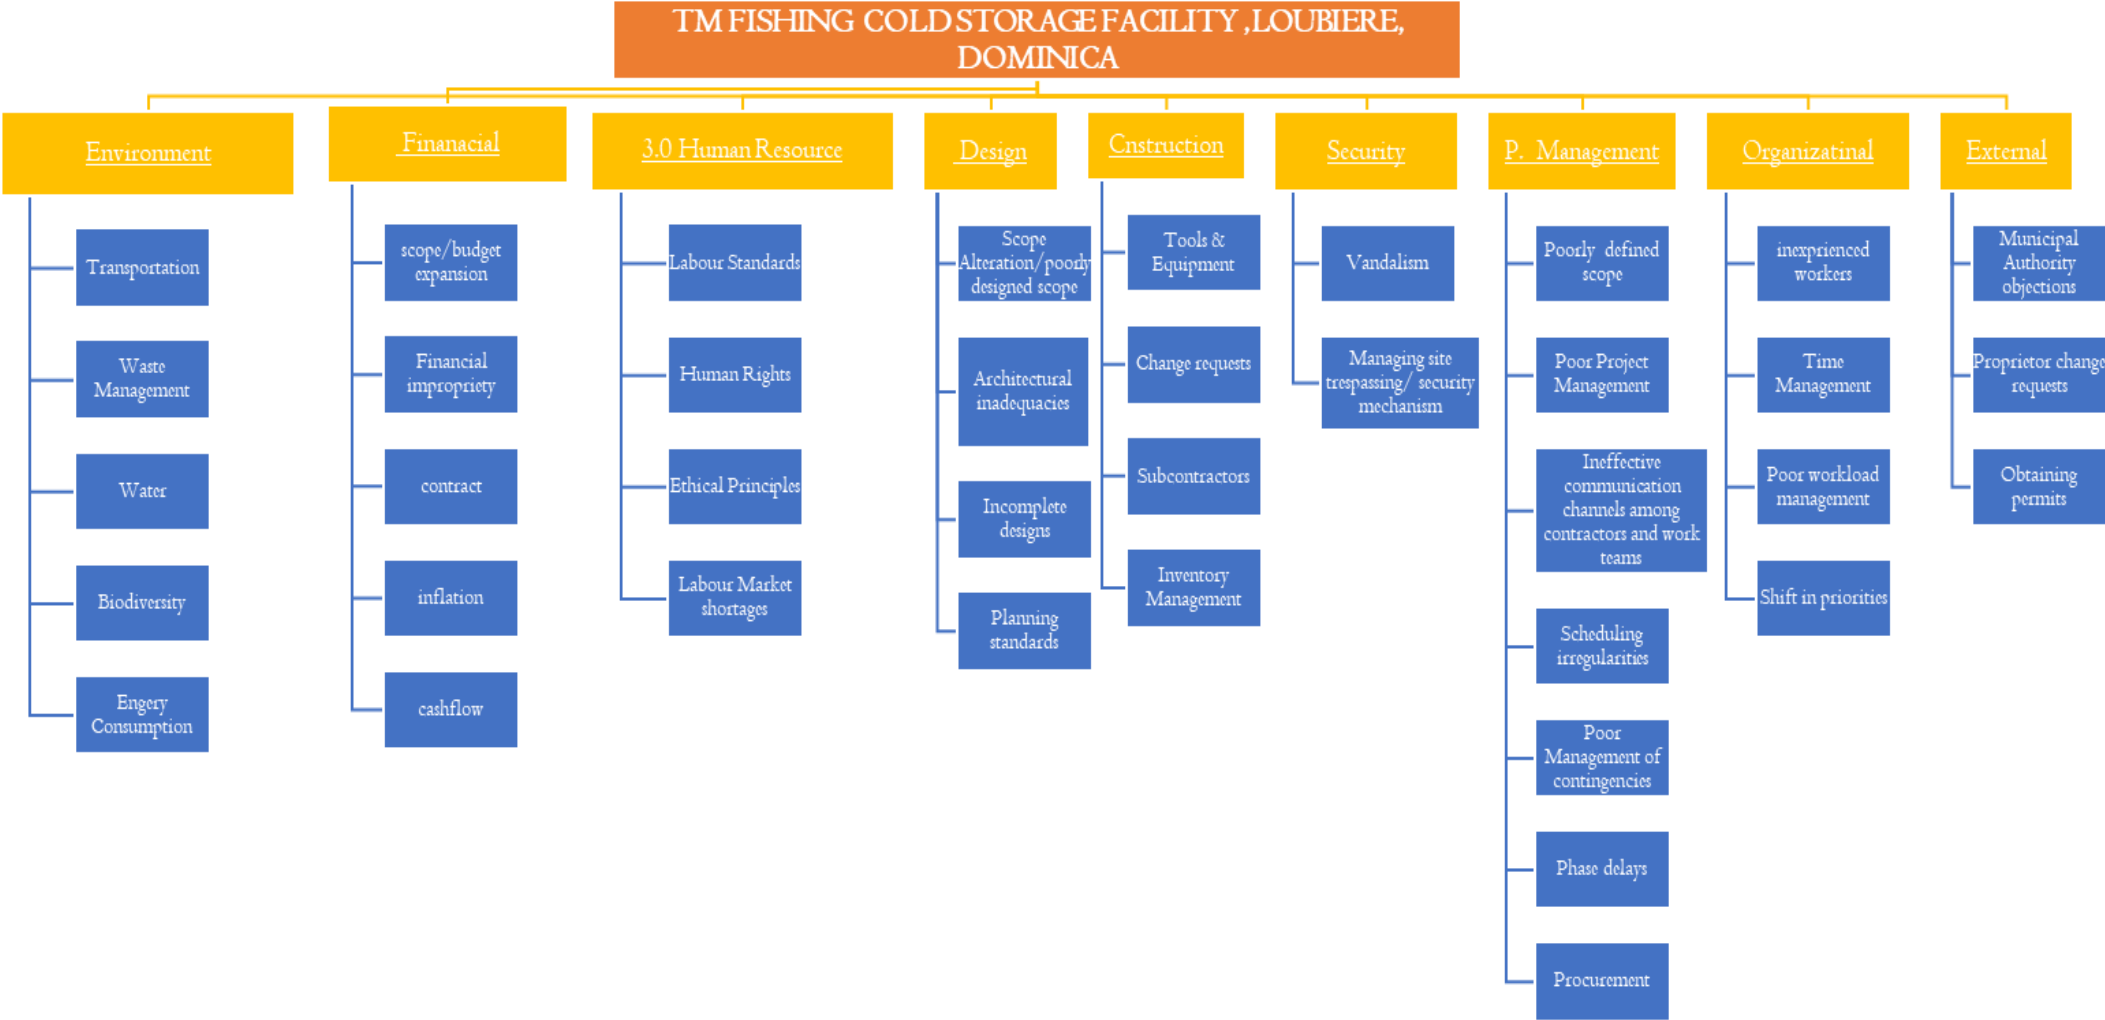 TM FISHING COLD STORAGE FACILITY , LOUBIERE,
DOMINICA
Environment
Transportation
Waste
Management
Water
Biodiversity
Engery
Consumption
Finanacial
scope/budget
expansion
Financial
impropriety
contract
inflation
cashflow
3.0 Human Resource
Labour Standards
Human Rights
Ethical Principles
Labour Market
shortages
Design
Scope
Alteration/poorly
designed scope
Architectural
inadequacies
Incomplete
designs
Planning
standards
Cnstruction
Tools &
Equipment
Change requests
Subcontractors
Inventory
Management
Security
Vandalism
Managing site
trespassing/ security
mechanism
P. Management
Poorly defined
scope
Poor Project
Management
Ineffective
communication
channels among
contractors and work
teams
Scheduling
irregularities
Poor
Management of
contingencies
Phase delays
Procurement
Organizatinal
inexprienced
workers
Time
Management
Poor workload
management
Shift in priorities
External
Municipal
Authority
objections
Proprietor change
requests
Obtaining
permits